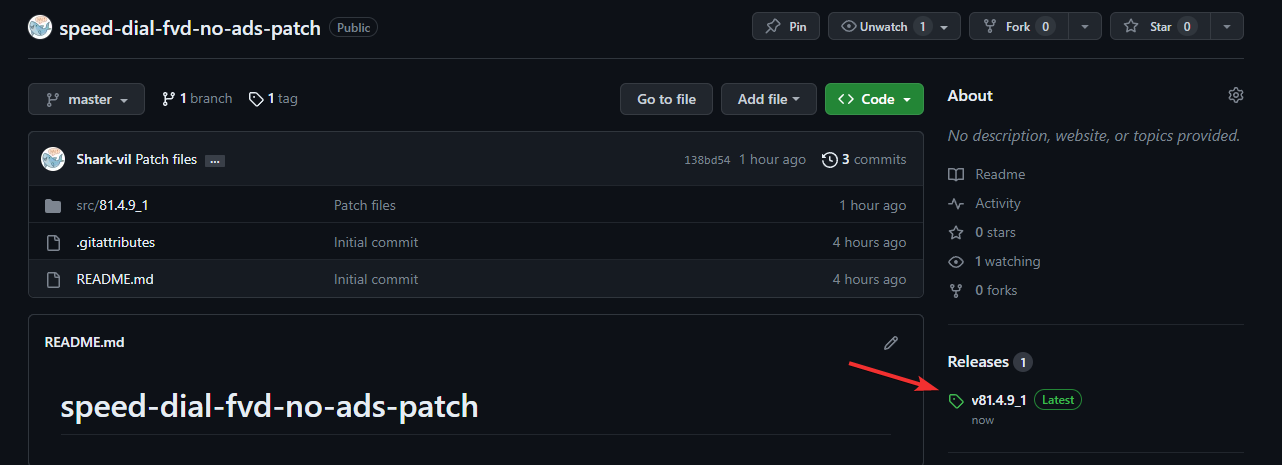 speed-dial-fvd-no-ads-patch Public Pin Unwatch 1 Fork 0 Star 0
master 1 branch 1 tag Go to file Add file <> Code
Shark-vil Patch files ... 138bd54 1 hour ago 3 commits
src/81.4.9_1 Patch files 1 hour ago
.gitattributes Initial commit 4 hours ago
README.md Initial commit 4 hours ago
README.md
speed-dial-fvd-no-ads-patch
About
No description, website, or topics provided.
Readme
Activity
0 stars
1 watching
0 forks
Releases 1
v81.4.9_1 Latest
now